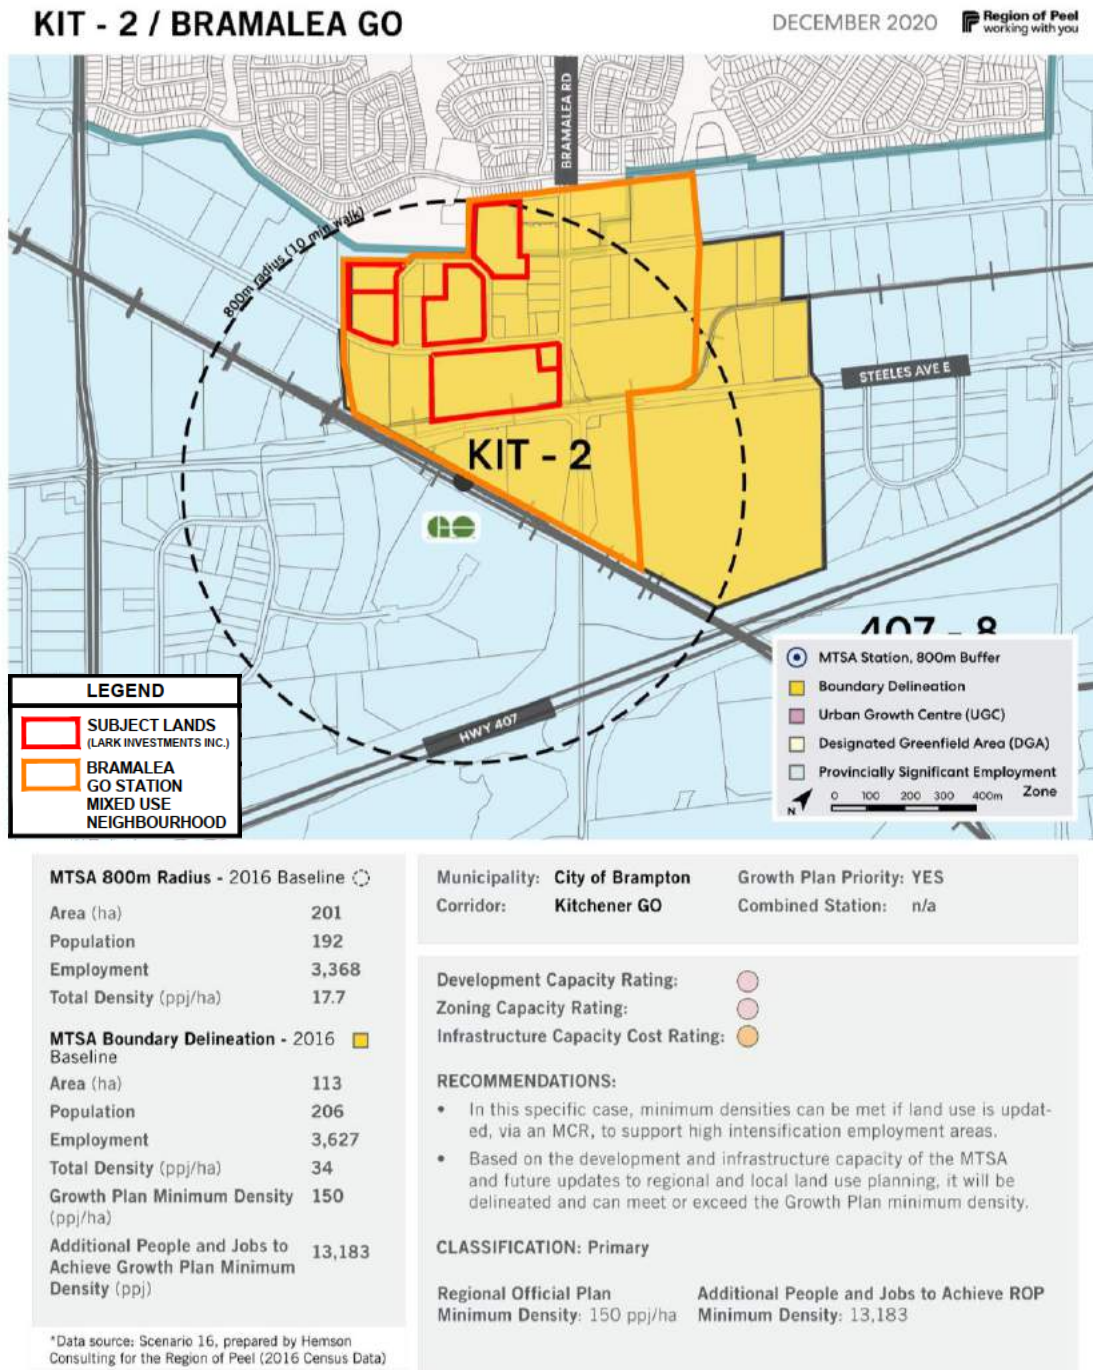 KIT - 2 / BRAMALEA GO
DECEMBER 2020
Region of Peel
working with you
BRAMALEA RD
800m radius (10 min walk)
STEELES AVE E
KIT - 2
GO
407 - 8
HWY 407
LEGEND
SUBJECT LANDS
(LARK INVESTMENTS INC.)
BRAMALEA
GO STATION
MIXED USE
NEIGHBOURHOOD
MTSA Station, 800m Buffer
Boundary Delineation
Urban Growth Centre (UGC)
Designated Greenfield Area (DGA)
Provincially Significant Employment
Zone
N
0 100 200 300 400m
MTSA 800m Radius - 2016 Baseline
Area (ha) 201
Population 192
Employment 3,368
Total Density (ppj/ha) 17.7
MTSA Boundary Delineation - 2016
Baseline
Area (ha) 113
Population 206
Employment 3,627
Total Density (ppj/ha) 34
Growth Plan Minimum Density 150
(ppj/ha)
Additional People and Jobs to 13,183
Achieve Growth Plan Minimum
Density (ppj)
*Data source: Scenario 16, prepared by Hemson
Consulting for the Region of Peel (2016 Census Data)
Municipality: City of Brampton
Growth Plan Priority: YES
Corridor: Kitchener GO
Combined Station: n/a
Development Capacity Rating:
Zoning Capacity Rating:
Infrastructure Capacity Cost Rating:
RECOMMENDATIONS:
• In this specific case, minimum densities can be met if land use is updat-
ed, via an MCR, to support high intensification employment areas.
• Based on the development and infrastructure capacity of the MTSA
and future updates to regional and local land use planning, it will be
delineated and can meet or exceed the Growth Plan minimum density.
CLASSIFICATION: Primary
Regional Official Plan
Minimum Density: 150 ppj/ha
Additional People and Jobs to Achieve ROP
Minimum Density: 13,183